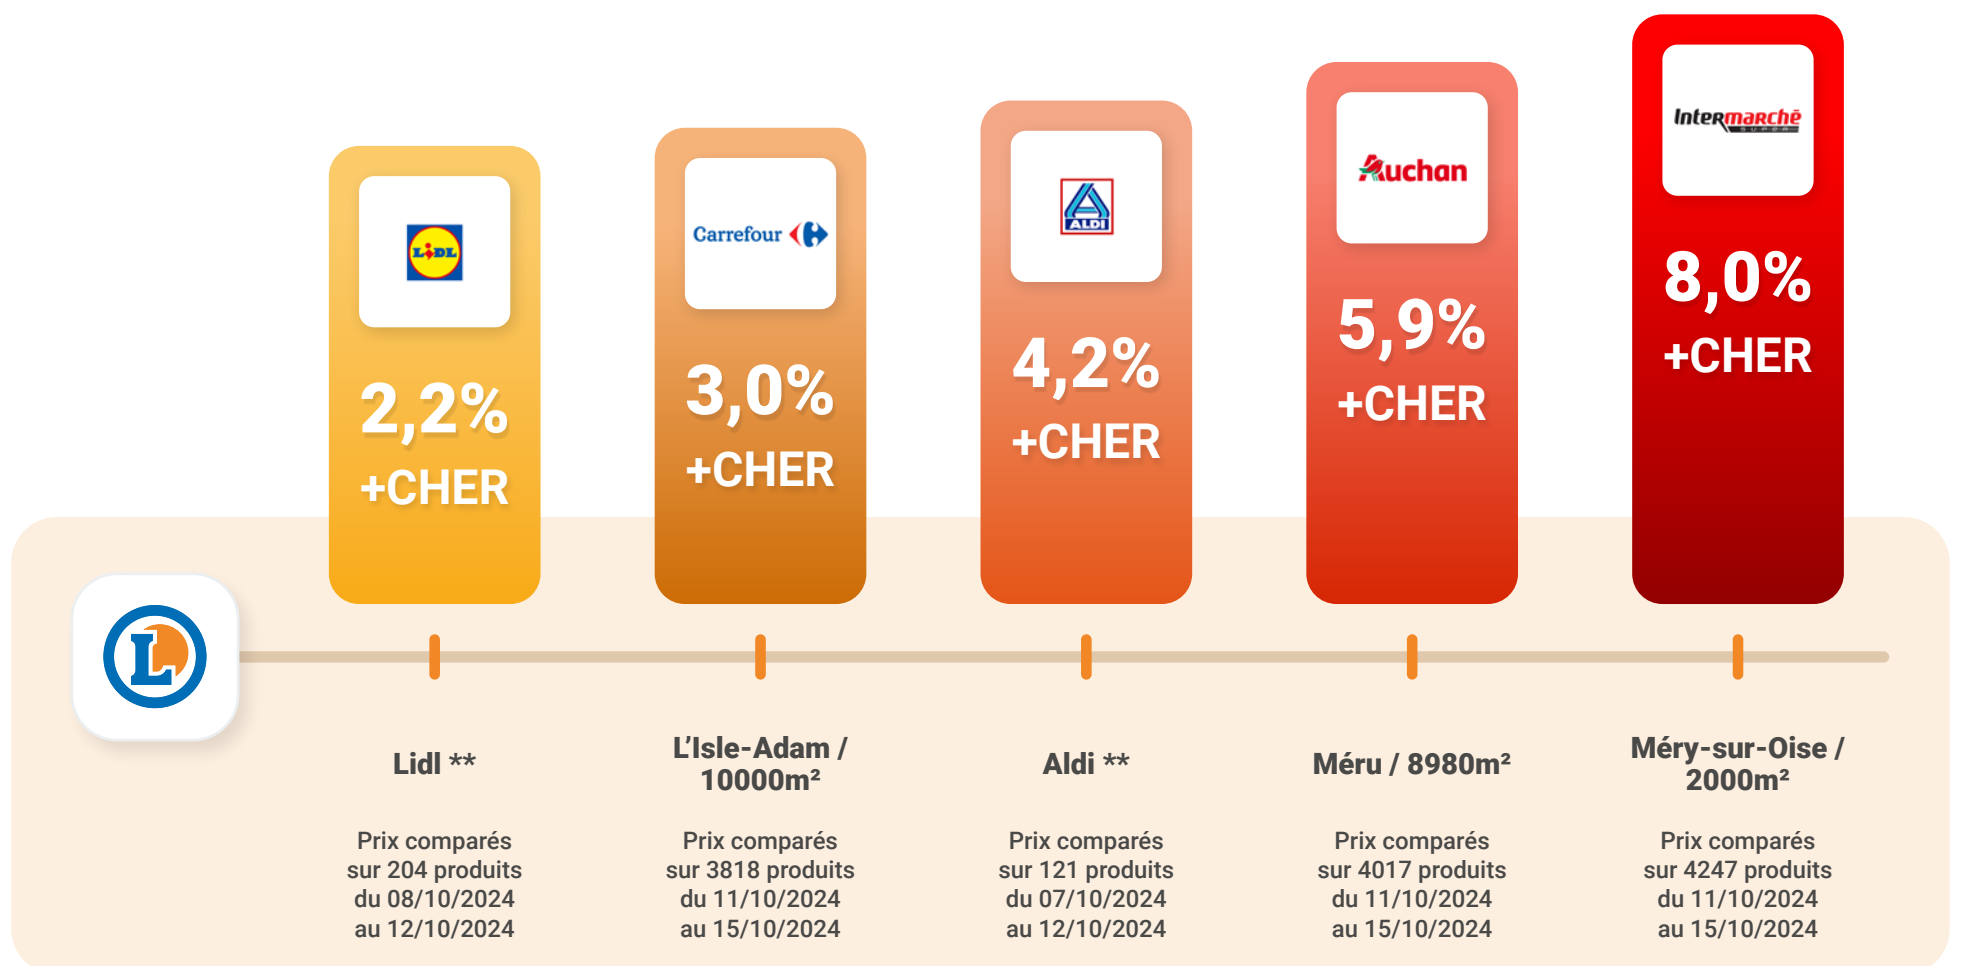 LIDL
2,2%
+CHER
Carrefour
3,0%
+CHER
ALDI
4,2%
+CHER
Auchan
5,9%
+CHER
Intermarchē
SUPER
8,0%
+CHER
L
Lidl **
Prix comparés
sur 204 produits
du 08/10/2024
au 12/10/2024
L’Isle-Adam /
10000m²
Prix comparés
sur 3818 produits
du 11/10/2024
au 15/10/2024
Aldi **
Prix comparés
sur 121 produits
du 07/10/2024
au 12/10/2024
Méru / 8980m²
Prix comparés
sur 4017 produits
du 11/10/2024
au 15/10/2024
Méry-sur-Oise /
2000m²
Prix comparés
sur 4247 produits
du 11/10/2024
au 15/10/2024